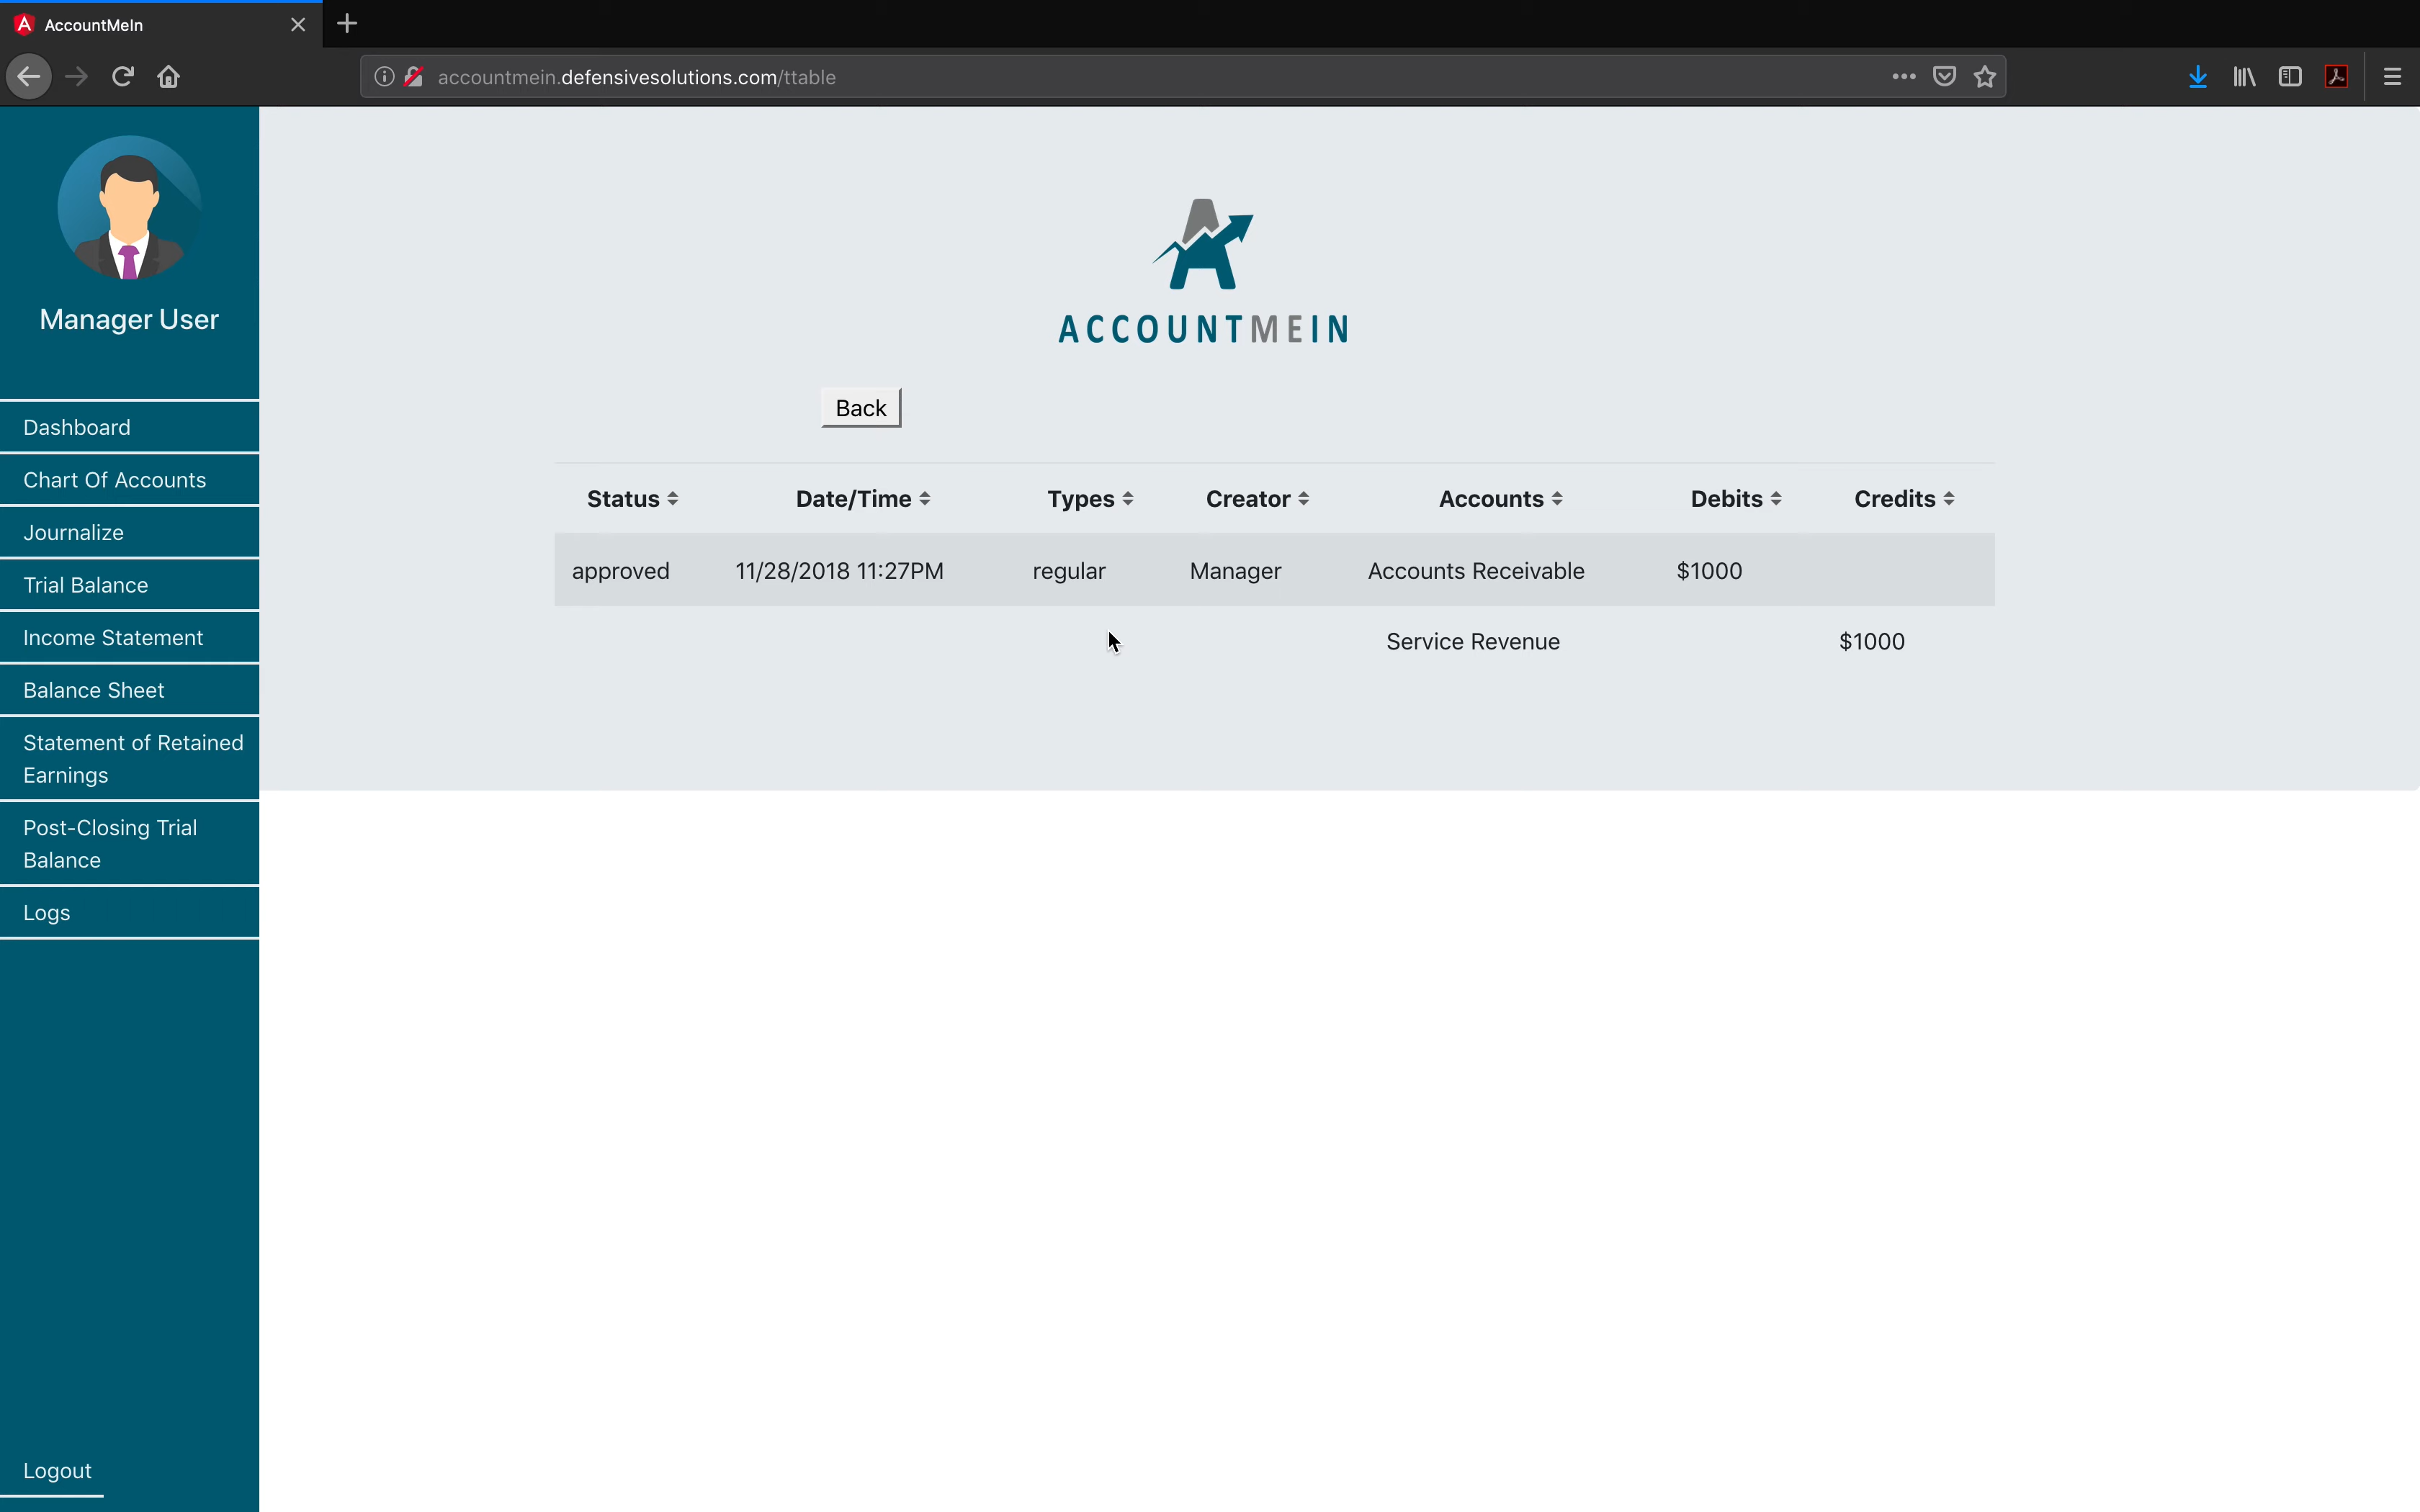 AccountMeIn
accountmein.defensivesolutions.com/ttable
Manager User
Dashboard
Chart Of Accounts
Journalize
Trial Balance
Income Statement
Balance Sheet
Statement of Retained
Earnings
Post-Closing Trial
Balance
Logs
Logout
ACCOUNTMEIN
Back
Status Date/Time Types Creator Accounts Debits Credits
approved 11/28/2018 11:27PM regular Manager Accounts Receivable $1000
Service Revenue $1000